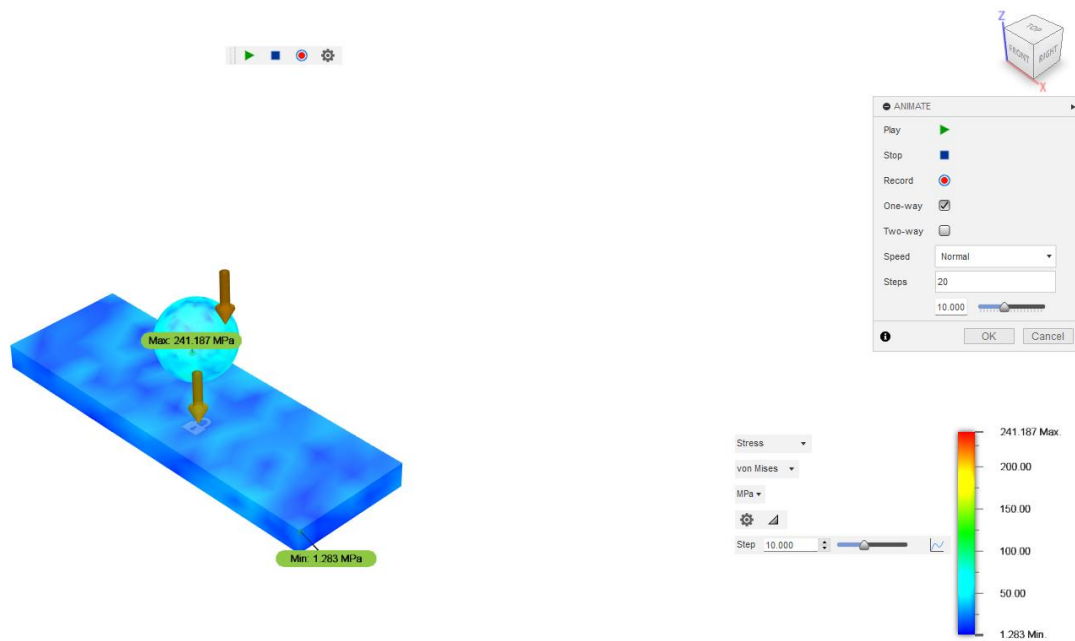 Z
TOP
FRONT
RIGHT
X
ANIMATE
Play
Stop
Record
One-way
Two-way
Speed Normal
Steps 20
10.000
OK Cancel
Max: 241.187 MPa
Min: 1.283 MPa
Stress
von Mises
MPa
Step 10.000
241.187 Max.
200.00
150.00
100.00
50.00
1.283 Min.